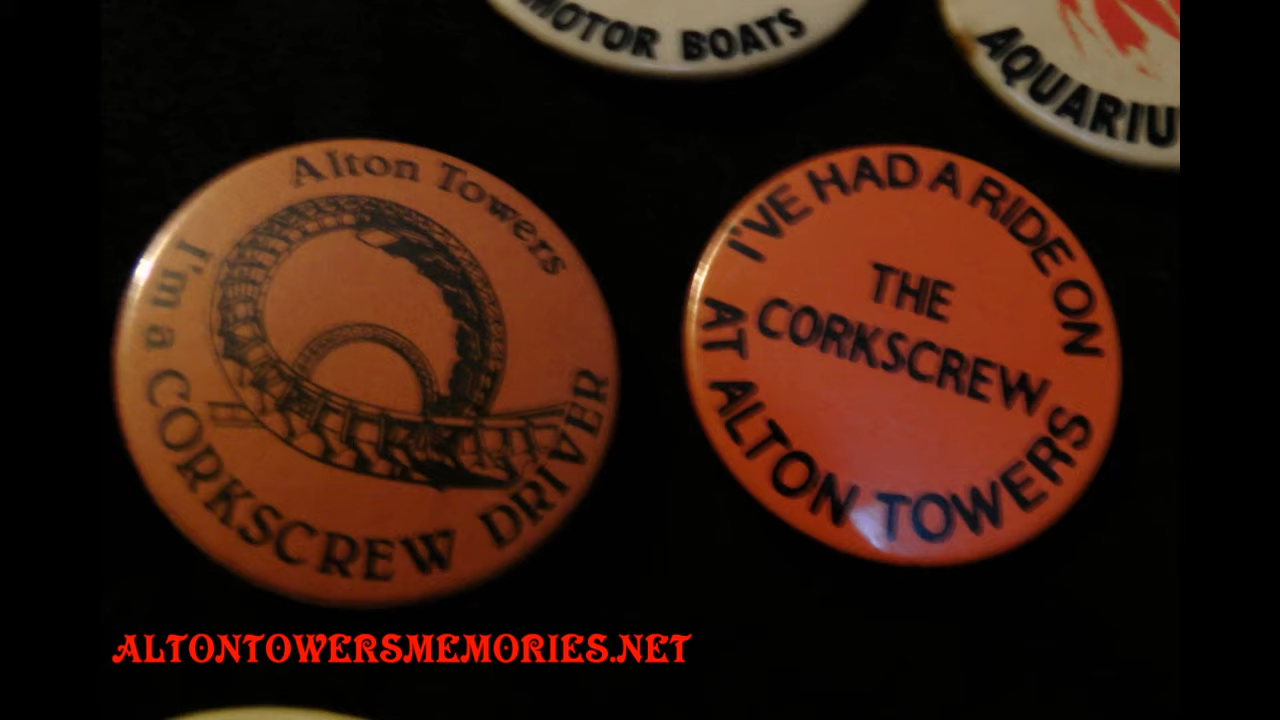 MOTOR BOATS
AQUARIU
Alton Towers
I'm a CORKSCREW DRIVER
I'VE HAD A RIDE ON
THE
CORKSCREW
AT ALTON TOWERS
ALTONTOWERSMEMORIES.NET